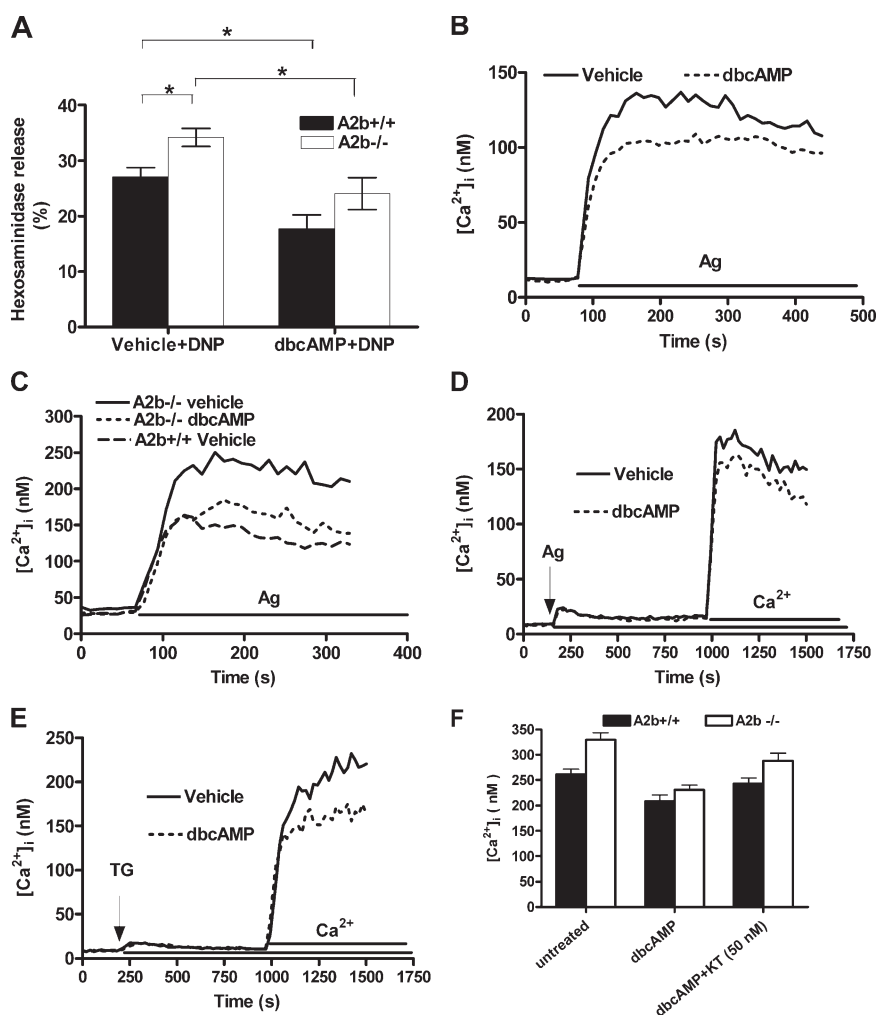 A
*
*
*
Hexosaminidase release
(%)
40
30
20
10
0
A2b+/+
A2b-/-
Vehicle+DNP
dbcAMP+DNP
B
Vehicle
dbcAMP
[Ca2+]i (nM)
150
100
50
0
Ag
0
100
200
300
400
500
Time (s)
C
A2b-/- vehicle
A2b-/- dbcAMP
A2b+/+ Vehicle
[Ca2+]i (nM)
300
250
200
150
100
50
0
Ag
0
100
200
300
400
Time (s)
D
Vehicle
dbcAMP
[Ca2+]i (nM)
200
150
100
50
0
Ag
Ca2+
0
250
500
750
1000
1250
1500
1750
Time (s)
E
Vehicle
dbcAMP
[Ca2+]i (nM)
250
200
150
100
50
0
TG
Ca2+
0
250
500
750
1000
1250
1500
1750
Time (s)
F
A2b+/+
A2b -/-
[Ca2+]i ( nM )
350
300
250
200
150
100
50
0
untreated
dbcAMP
dbcAMP+KT (50 nM)